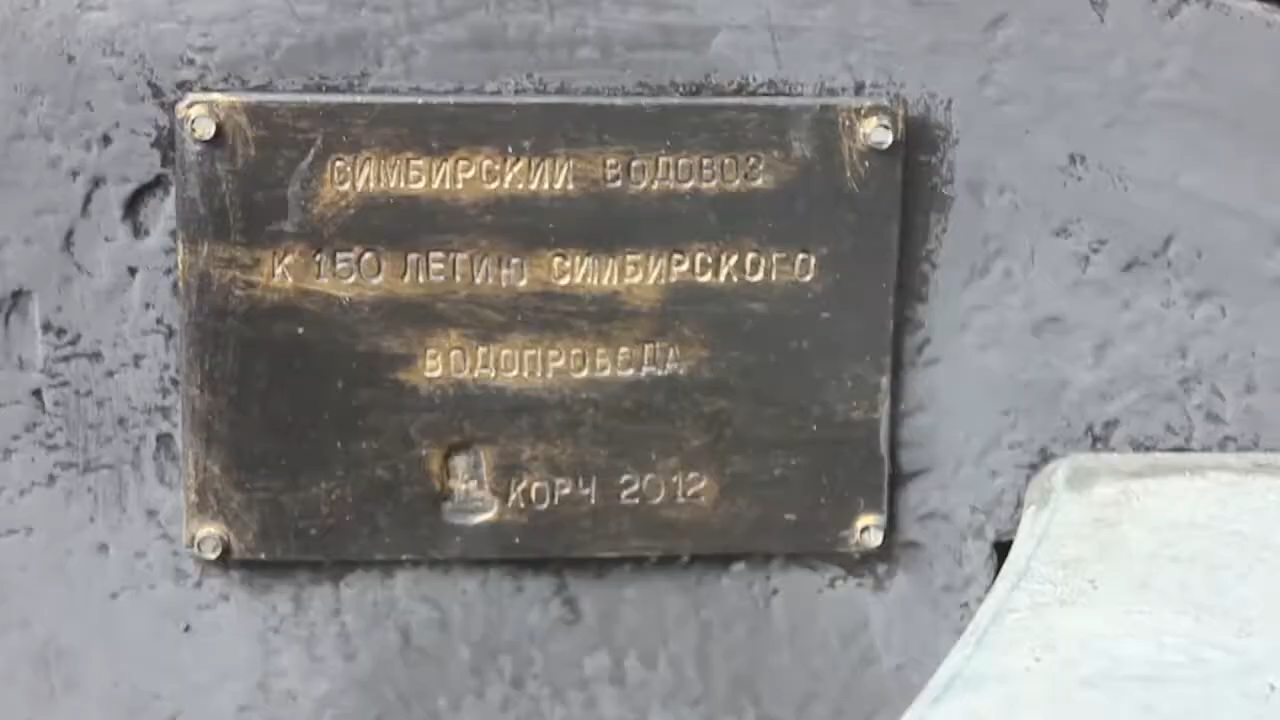 СИМБИРСКИЙ ВОДОВОЗ
К 150 ЛЕТИЮ СИМБИРСКОГО
ВОДОПРОВОДА
КОРЧ 2012